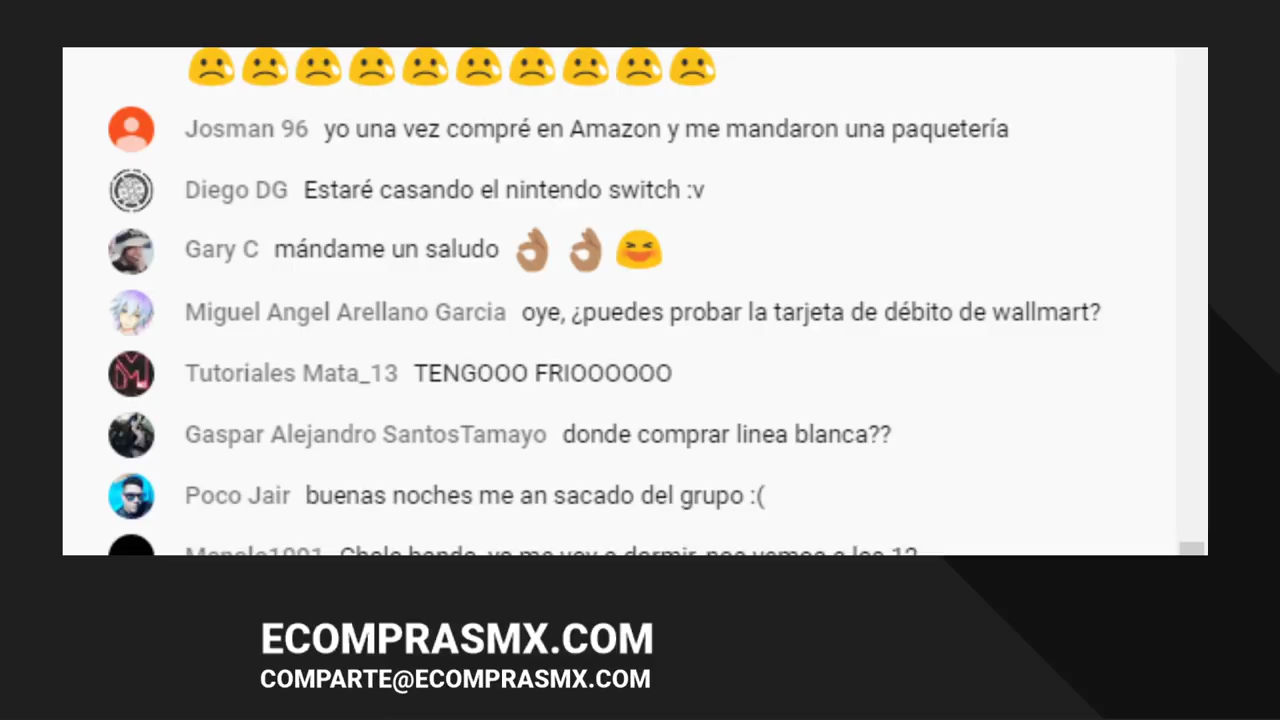 Josman 96 yo una vez compré en Amazon y me mandaron una paquetería
Diego DG Estaré casando el nintendo switch :v
Gary C mándame un saludo 👌🏽 👌🏽 😆
Miguel Angel Arellano Garcia oye, ¿puedes probar la tarjeta de débito de wallmart?
Tutoriales Mata_13 TENGOOO FRIOOOOOO
Gaspar Alejandro SantosTamayo donde comprar linea blanca??
Poco Jair buenas noches me an sacado del grupo :(
ECOMPRASMX.COM
COMPARTE@ECOMPRASMX.COM